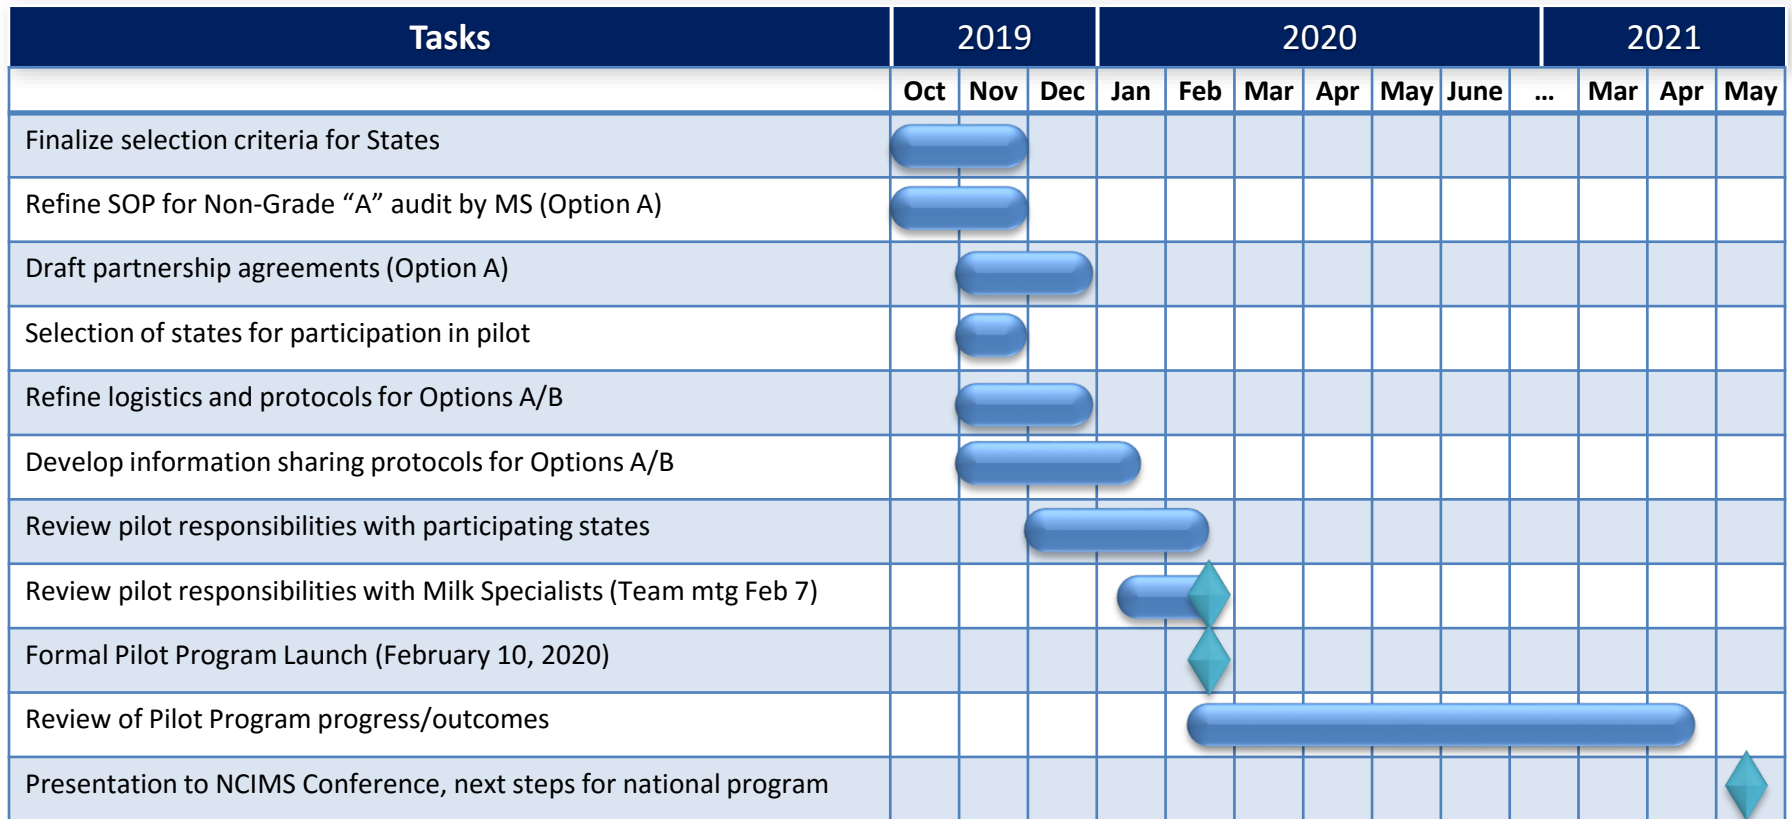 Tasks 2019 2020 2021
Oct Nov Dec Jan Feb Mar Apr May June ... Mar Apr May
Finalize selection criteria for States
Refine SOP for Non-Grade “A” audit by MS (Option A)
Draft partnership agreements (Option A)
Selection of states for participation in pilot
Refine logistics and protocols for Options A/B
Develop information sharing protocols for Options A/B
Review pilot responsibilities with participating states
Review pilot responsibilities with Milk Specialists (Team mtg Feb 7)
Formal Pilot Program Launch (February 10, 2020)
Review of Pilot Program progress/outcomes
Presentation to NCIMS Conference, next steps for national program